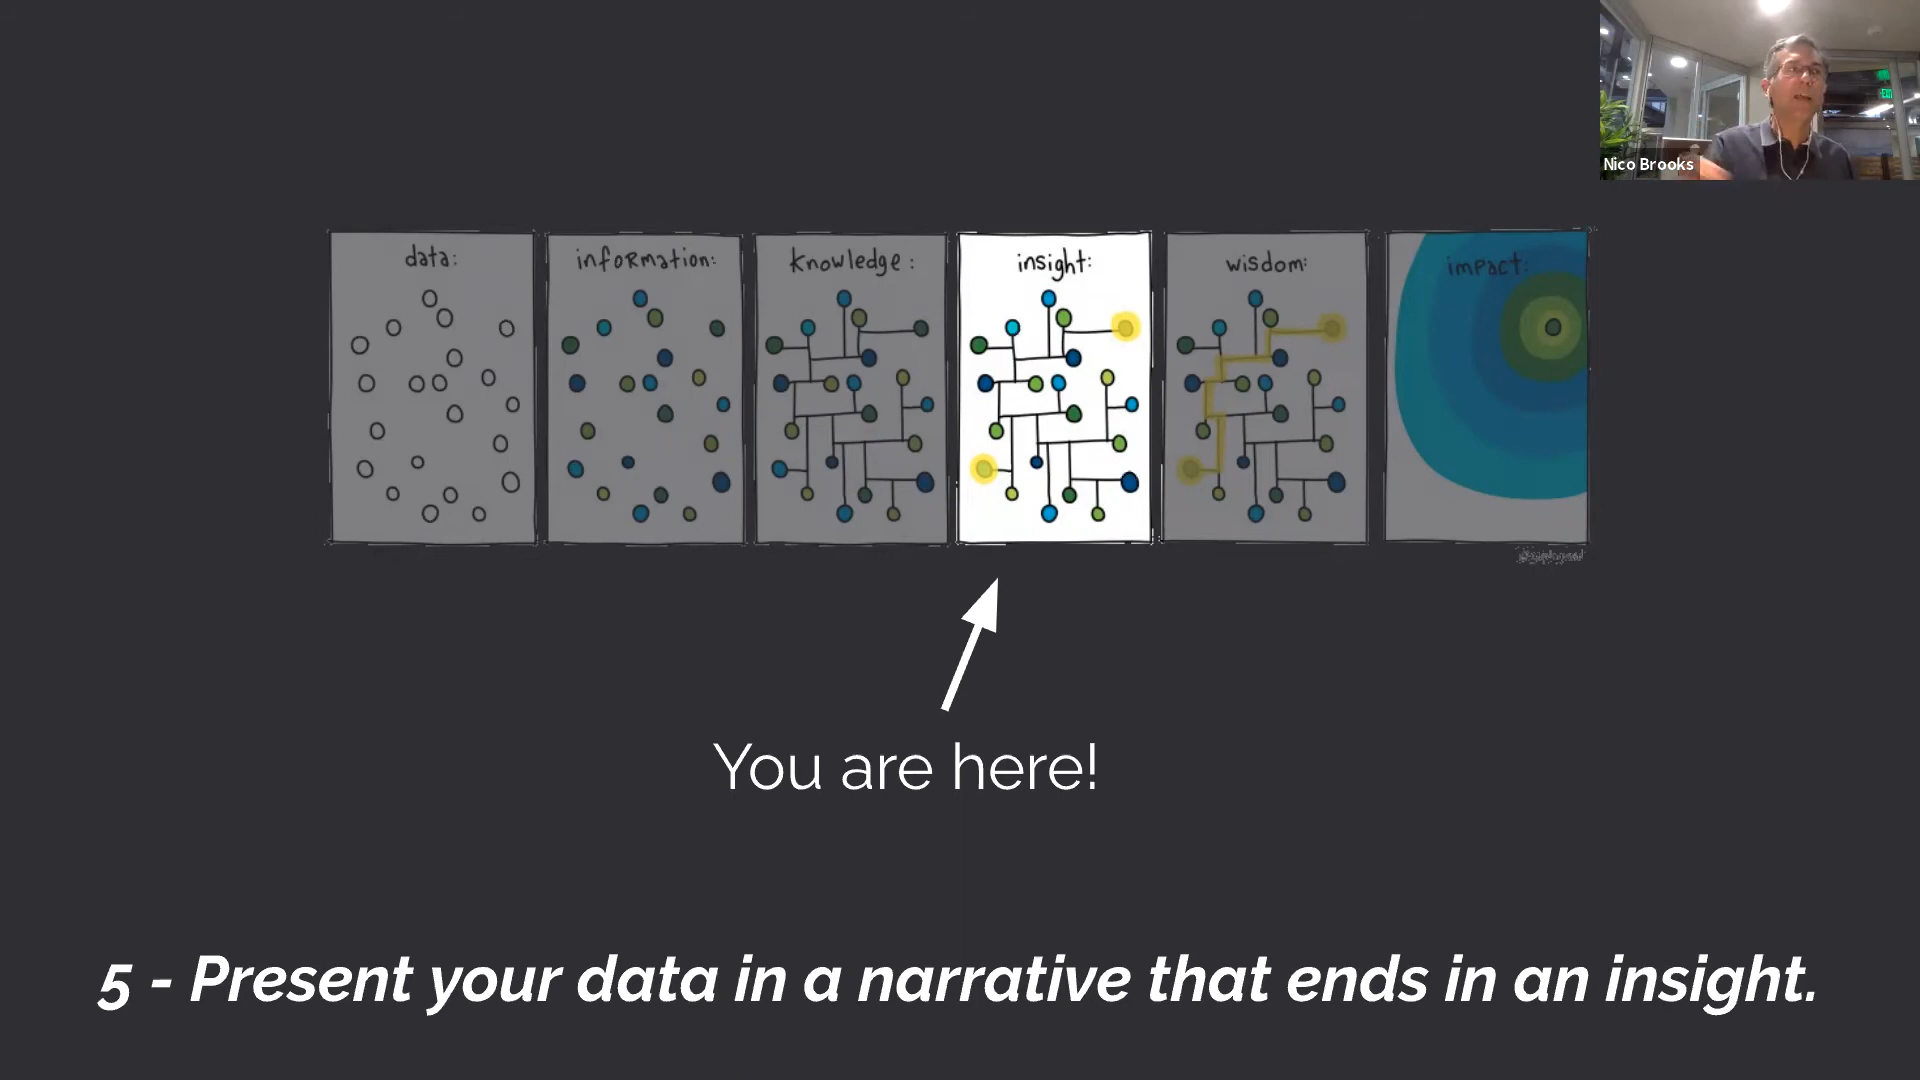 Nico Brooks
data:
information:
knowledge:
insight:
wisdom:
impact:
You are here!
5 - Present your data in a narrative that ends in an insight.